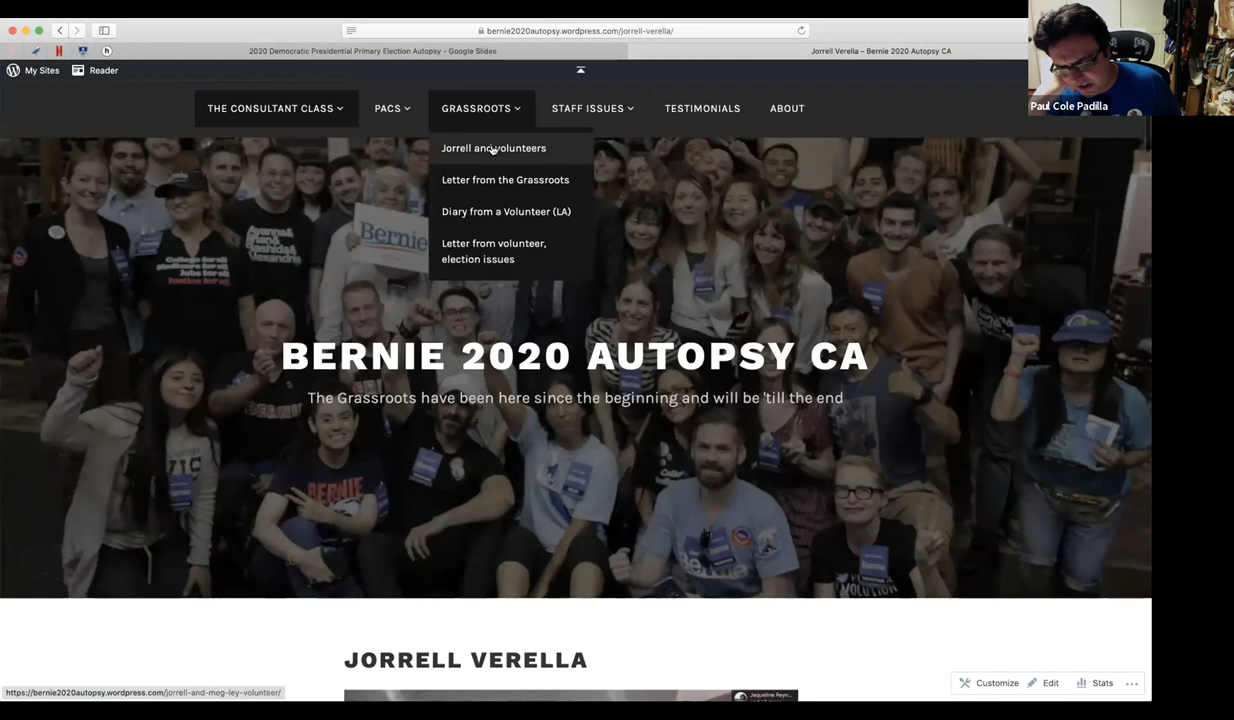 bernie2020autopsy.wordpress.com/jorrell-verella/
2020 Democratic Presidential Primary Election Autopsy - Google Slides
Jorrell Verella – Bernie 2020 Autopsy CA
My Sites
Reader
Paul Cole Padilla
THE CONSULTANT CLASS
PACS
GRASSROOTS
STAFF ISSUES
TESTIMONIALS
ABOUT
Jorrell and volunteers
Letter from the Grassroots
Diary from a Volunteer (LA)
Letter from volunteer,
election issues
Bernie
BERNIE 2020 AUTOPSY CA
The Grassroots have been here since the beginning and will be 'till the end
BERNIE
JORRELL VERELLA
Jaqueline Reyn...
Customize
Edit
Stats
https://bernie2020autopsy.wordpress.com/jorrell-and-meg-ley-volunteer/